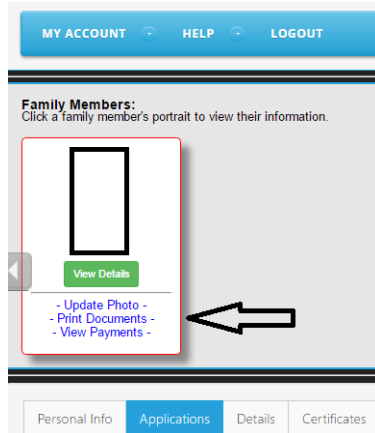 MY ACCOUNT - HELP - LOGOUT
Family Members:
Click a family member's portrait to view their information.
View Details
- Update Photo -
- Print Documents -
- View Payments -
Personal Info Applications Details Certificates